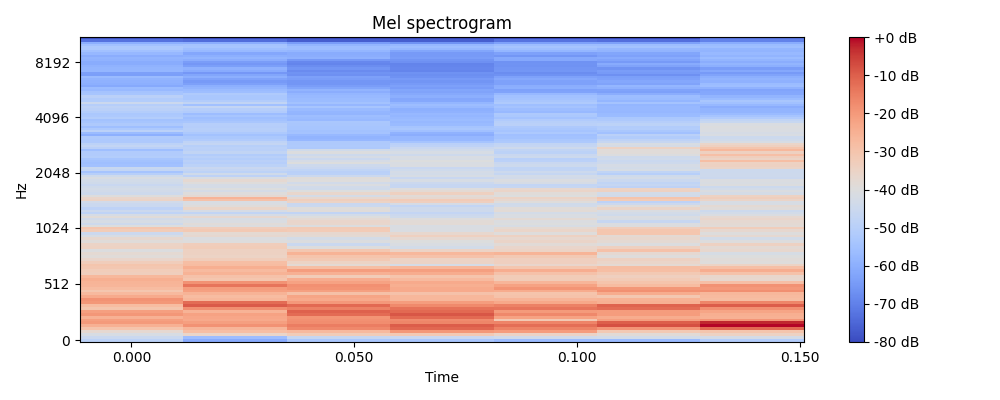 Mel spectrogram
Hz
8192
4096
2048
1024
512
0
0.000
0.050
0.100
0.150
Time
+0 dB
-10 dB
-20 dB
-30 dB
-40 dB
-50 dB
-60 dB
-70 dB
-80 dB